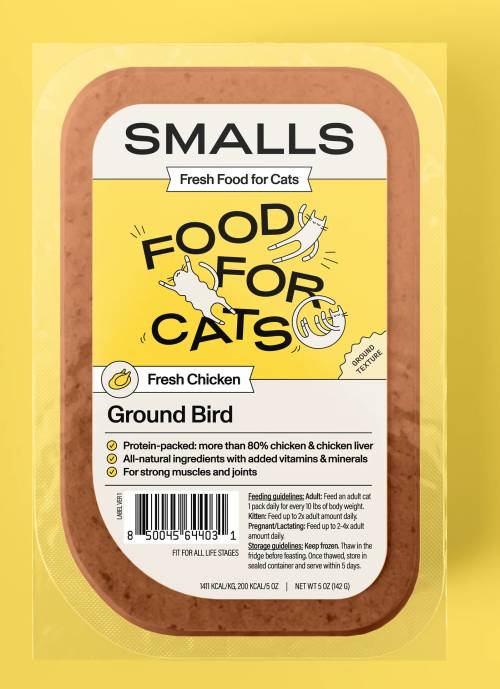 SMALLS
Fresh Food for Cats
FOOD
FOR
CATS
GROUND
TEXTURE
Fresh Chicken
Ground Bird
Protein-packed: more than 80% chicken & chicken liver
All-natural ingredients with added vitamins & minerals
For strong muscles and joints
LABEL VER 1
8 50045 64403 1
FIT FOR ALL LIFE STAGES
Feeding guidelines: Adult: Feed an adult cat
1 pack daily for every 10 lbs of body weight.
Kitten: Feed up to 2x adult amount daily.
Pregnant/Lactating: Feed up to 2-4x adult
amount daily.
Storage guidelines: Keep frozen. Thaw in the
fridge before feasting. Once thawed, store in
sealed container and serve within 5 days.
1411 KCAL/KG, 200 KCAL/5 OZ | NET WT 5 OZ (142 G)